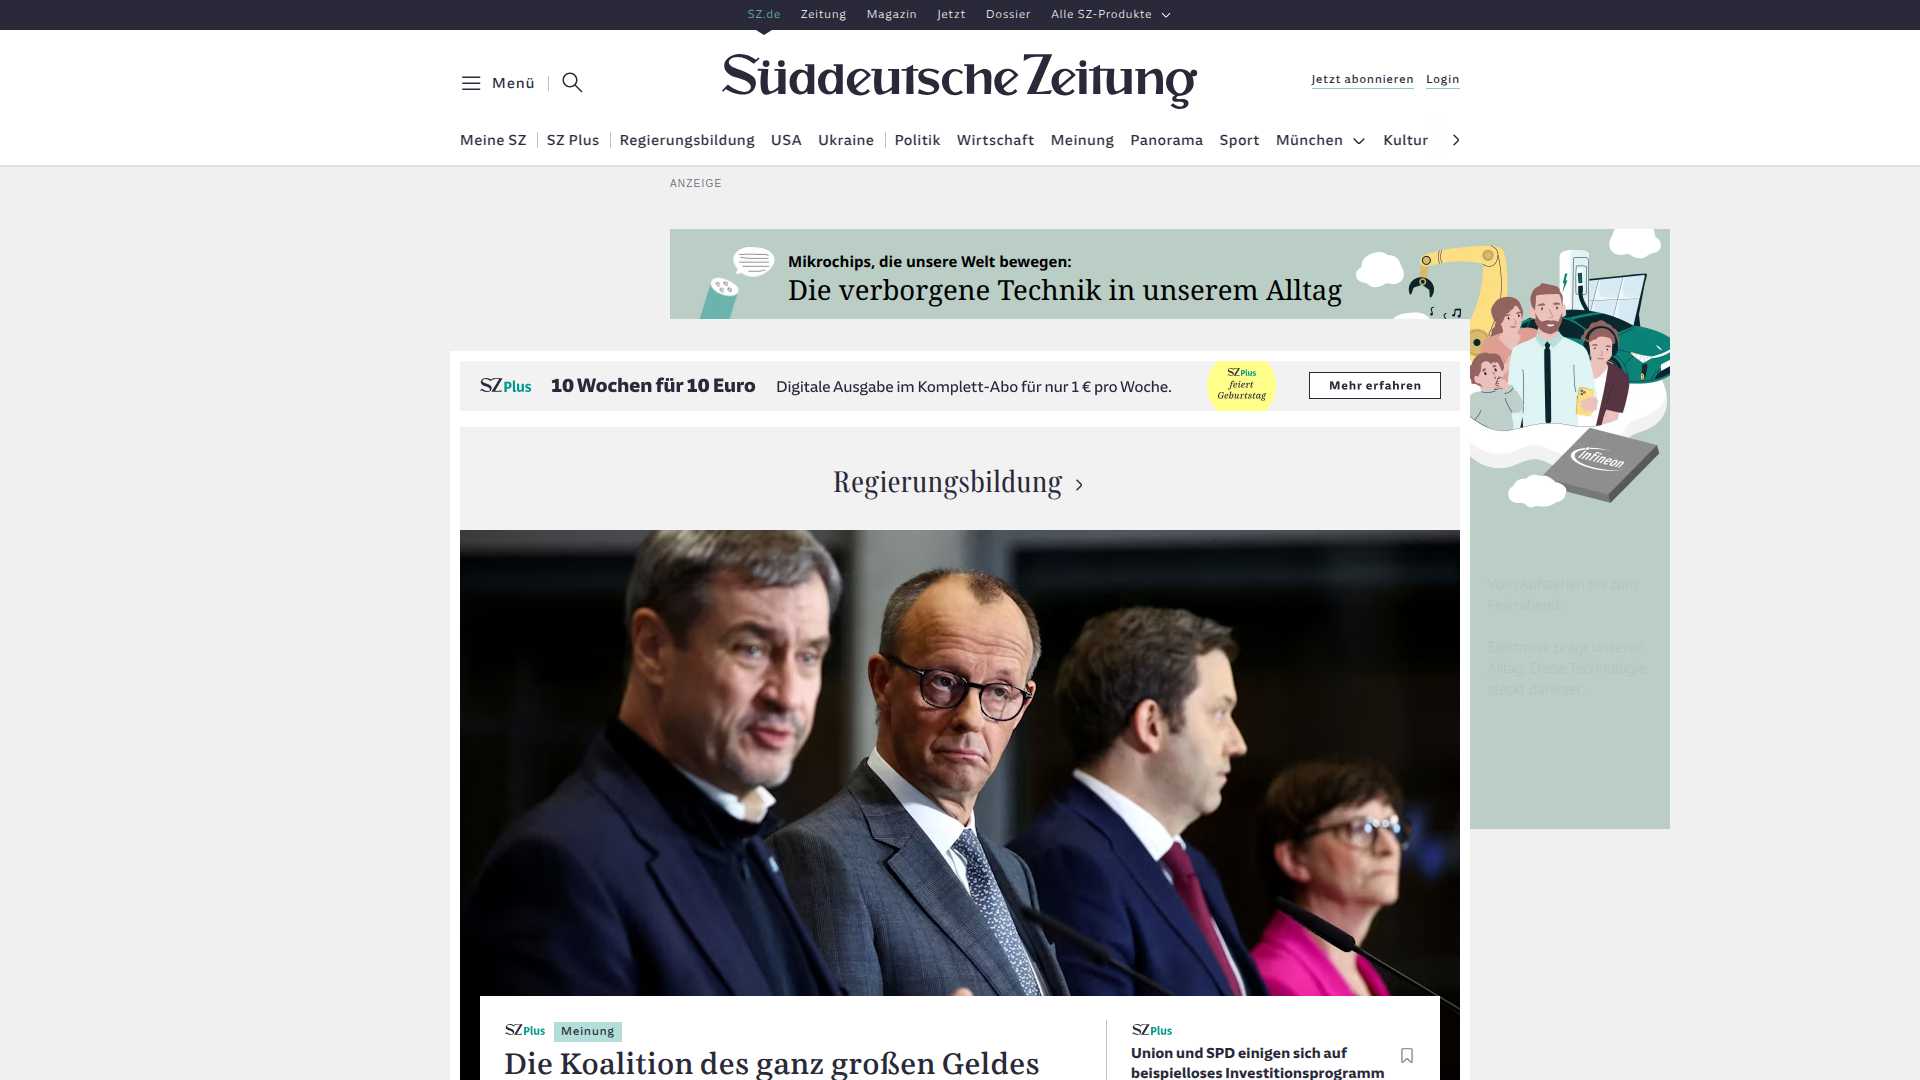 SZ.de Zeitung Magazin Jetzt Dossier Alle SZ-Produkte
Menü
Süddeutsche Zeitung
Jetzt abonnieren Login
Meine SZ SZ Plus Regierungsbildung USA Ukraine Politik Wirtschaft Meinung Panorama Sport München Kultur
ANZEIGE
Mikrochips, die unsere Welt bewegen:
Die verborgene Technik in unserem Alltag
infineon
SZ Plus 10 Wochen für 10 Euro Digitale Ausgabe im Komplett-Abo für nur 1 € pro Woche.
SZ Plus
feiert
Geburtstag
Mehr erfahren
Regierungsbildung
SZ Plus Meinung
Die Koalition des ganz großen Geldes
SZ Plus
Union und SPD einigen sich auf
beispielloses Investitionsprogramm